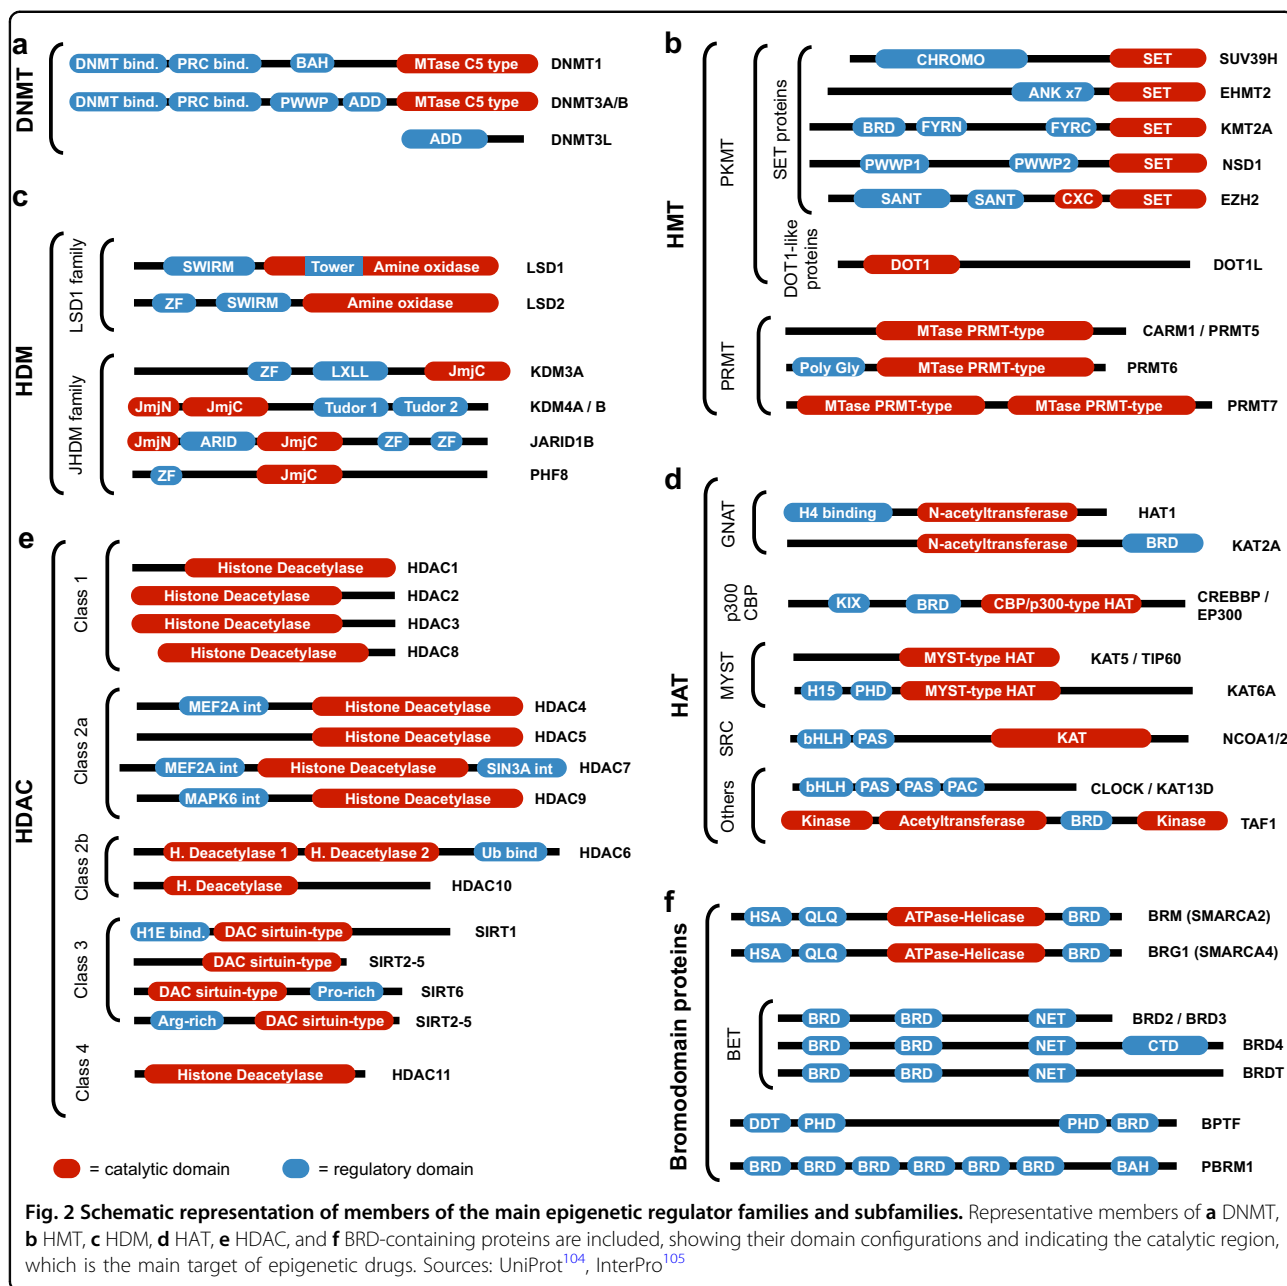 a
DNMT
DNMT bind. PRC bind. BAH MTase C5 type DNMT1
DNMT bind. PRC bind. PWWP ADD MTase C5 type DNMT3A/B
ADD DNMT3L
b
HMT
PKMT
SET proteins
CHROMO SET SUV39H
ANK x7 SET EHMT2
BRD FYRN FYRC SET KMT2A
PWWP1 PWWP2 SET NSD1
SANT SANT CXC SET EZH2
DOT1-like
proteins
DOT1 DOT1L
PRMT
MTase PRMT-type CARM1 / PRMT5
Poly Gly MTase PRMT-type PRMT6
MTase PRMT-type MTase PRMT-type PRMT7
c
HDM
LSD1 family
SWIRM Tower Amine oxidase LSD1
ZF SWIRM Amine oxidase LSD2
JHDM family
ZF LXLL JmjC KDM3A
JmjN JmjC Tudor 1 Tudor 2 KDM4A / B
JmjN ARID JmjC ZF ZF JARID1B
ZF JmjC PHF8
d
HAT
GNAT
H4 binding N-acetyltransferase HAT1
N-acetyltransferase BRD KAT2A
p300
CBP
KIX BRD CBP/p300-type HAT CREBBP /
EP300
MYST
MYST-type HAT KAT5 / TIP60
H15 PHD MYST-type HAT KAT6A
SRC
bHLH PAS KAT NCOA1/2
Others
bHLH PAS PAS PAC CLOCK / KAT13D
Kinase Acetyltransferase BRD Kinase TAF1
e
HDAC
Class 1
Histone Deacetylase HDAC1
Histone Deacetylase HDAC2
Histone Deacetylase HDAC3
Histone Deacetylase HDAC8
Class 2a
MEF2A int Histone Deacetylase HDAC4
Histone Deacetylase HDAC5
MEF2A int Histone Deacetylase SIN3A int HDAC7
MAPK6 int Histone Deacetylase HDAC9
Class 2b
H. Deacetylase 1 H. Deacetylase 2 Ub bind HDAC6
H. Deacetylase HDAC10
Class 3
H1E bind. DAC sirtuin-type SIRT1
DAC sirtuin-type SIRT2-5
DAC sirtuin-type Pro-rich SIRT6
Arg-rich DAC sirtuin-type SIRT2-5
Class 4
Histone Deacetylase HDAC11
f
Bromodomain proteins
HSA QLQ ATPase-Helicase BRD BRM (SMARCA2)
HSA QLQ ATPase-Helicase BRD BRG1 (SMARCA4)
BET
BRD BRD NET BRD2 / BRD3
BRD BRD NET CTD BRD4
BRD BRD NET BRDT
DDT PHD PHD BRD BPTF
BRD BRD BRD BRD BRD BRD BAH PBRM1
= catalytic domain = regulatory domain
Fig. 2 Schematic representation of members of the main epigenetic regulator families and subfamilies. Representative members of a DNMT,
b HMT, c HDM, d HAT, e HDAC, and f BRD-containing proteins are included, showing their domain configurations and indicating the catalytic region,
which is the main target of epigenetic drugs. Sources: UniProt104, InterPro105